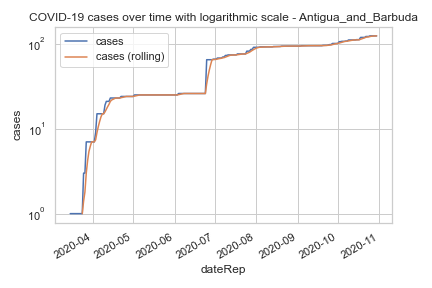 COVID-19 cases over time with logarithmic scale - Antigua_and_Barbuda
cases
cases (rolling)
10²
10¹
10⁰
cases
2020-04
2020-05
2020-06
2020-07
2020-08
2020-09
2020-10
2020-11
dateRep